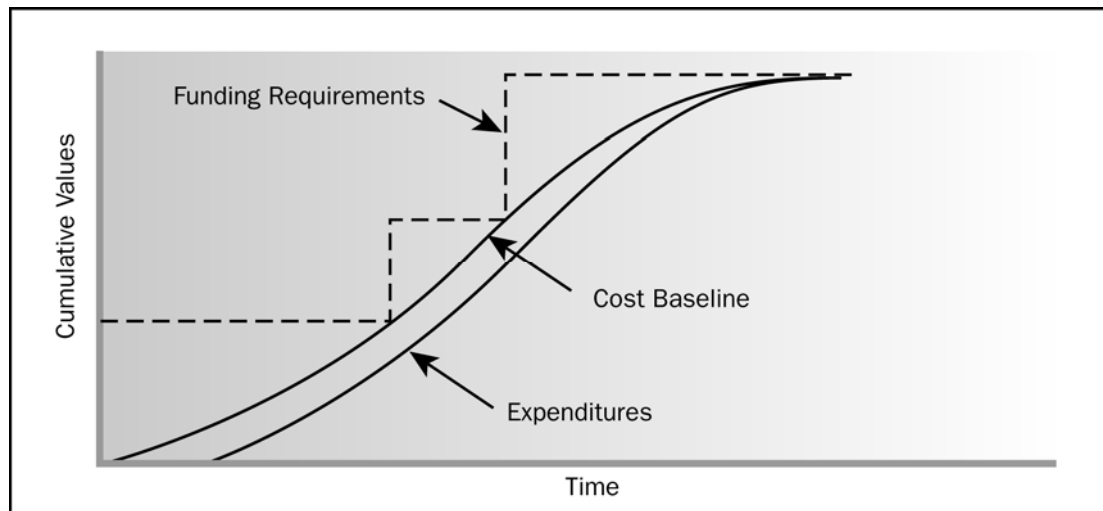 Funding Requirements
Cumulative Values
Cost Baseline
Expenditures
Time